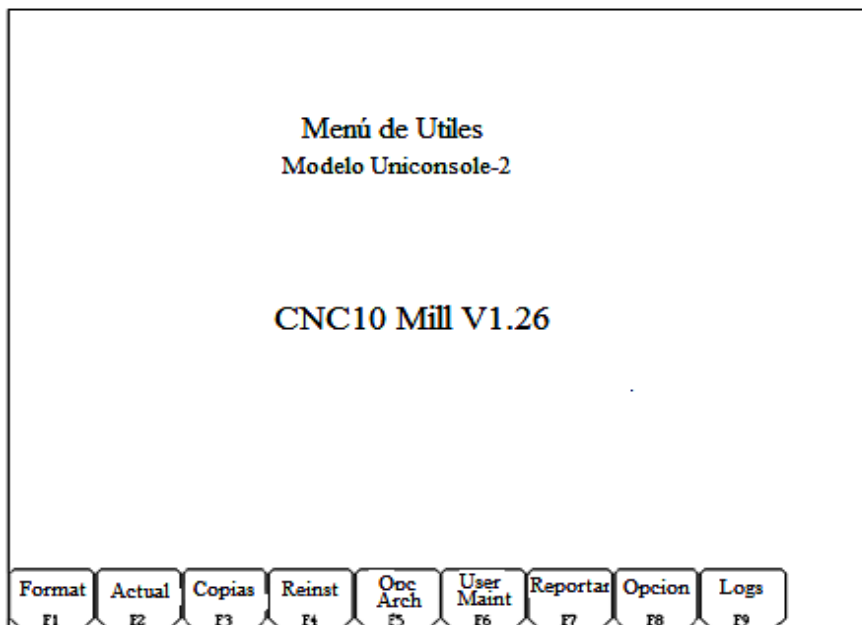 Menú de Utiles
Modelo Uniconsole-2
CNC10 Mill V1.26
Format Actual Copias Reinst Opc Arch User Maint Reportar Opcion Logs
F1 F2 F3 F4 F5 F6 F7 F8 F9